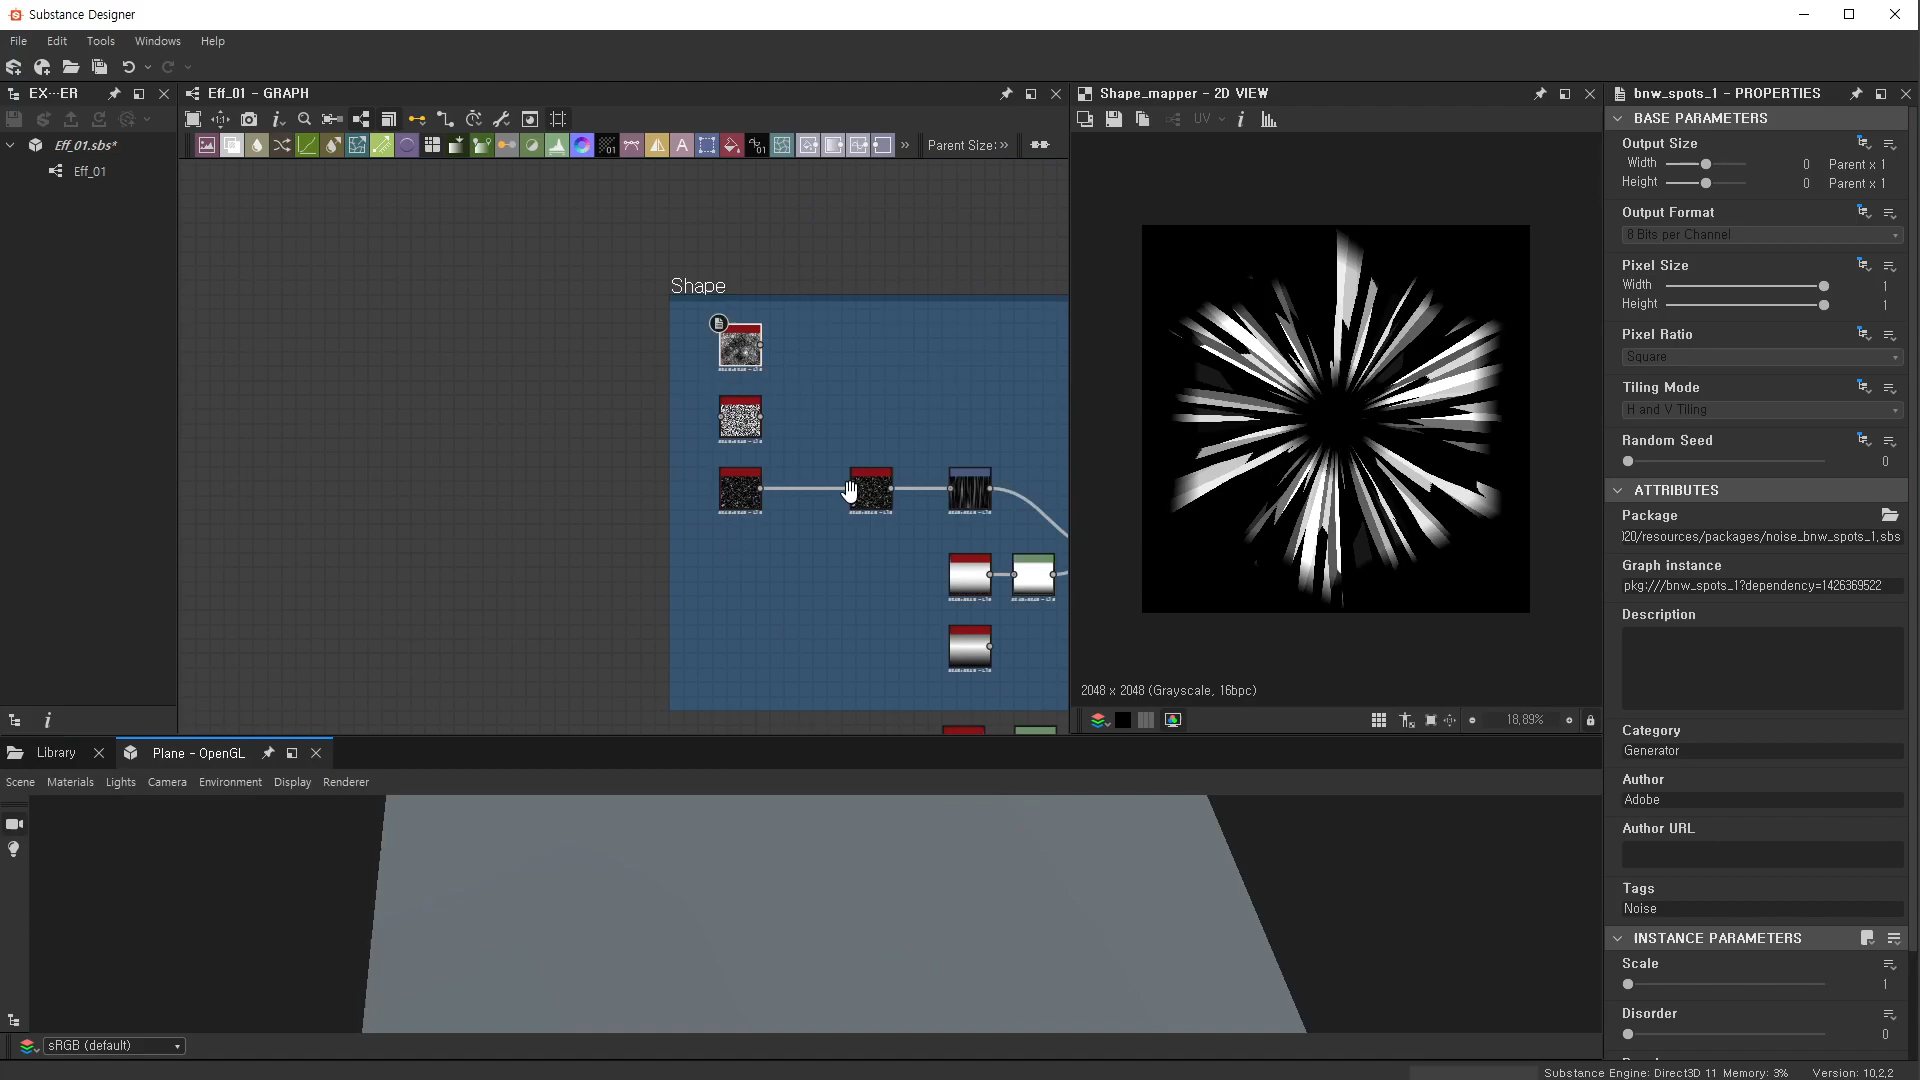 Substance Designer
File Edit Tools Windows Help
EX···ER
Eff_01 - GRAPH
Shape_mapper - 2D VIEW
bnw_spots_1 - PROPERTIES
Eff_01.sbs*
Eff_01
Parent Size:
UV
Shape
2048 x 2048 (Grayscale, 16bpc)
18,89%
BASE PARAMETERS
Output Size
Width 0 Parent x 1
Height 0 Parent x 1
Output Format
8 Bits per Channel
Pixel Size
Width 1
Height 1
Pixel Ratio
Square
Tiling Mode
H and V Tiling
Random Seed
0
ATTRIBUTES
Package
)20/resources/packages/noise_bnw_spots_1,sbs
Graph instance
pkg:///bnw_spots_1?dependency=1426369522
Description
Category
Generator
Author
Adobe
Author URL
Tags
Noise
INSTANCE PARAMETERS
Scale
1
Disorder
0
Library
Plane - OpenGL
Scene Materials Lights Camera Environment Display Renderer
sRGB (default)
Substance Engine: Direct3D 11 Memory: 3% Version: 10,2,2